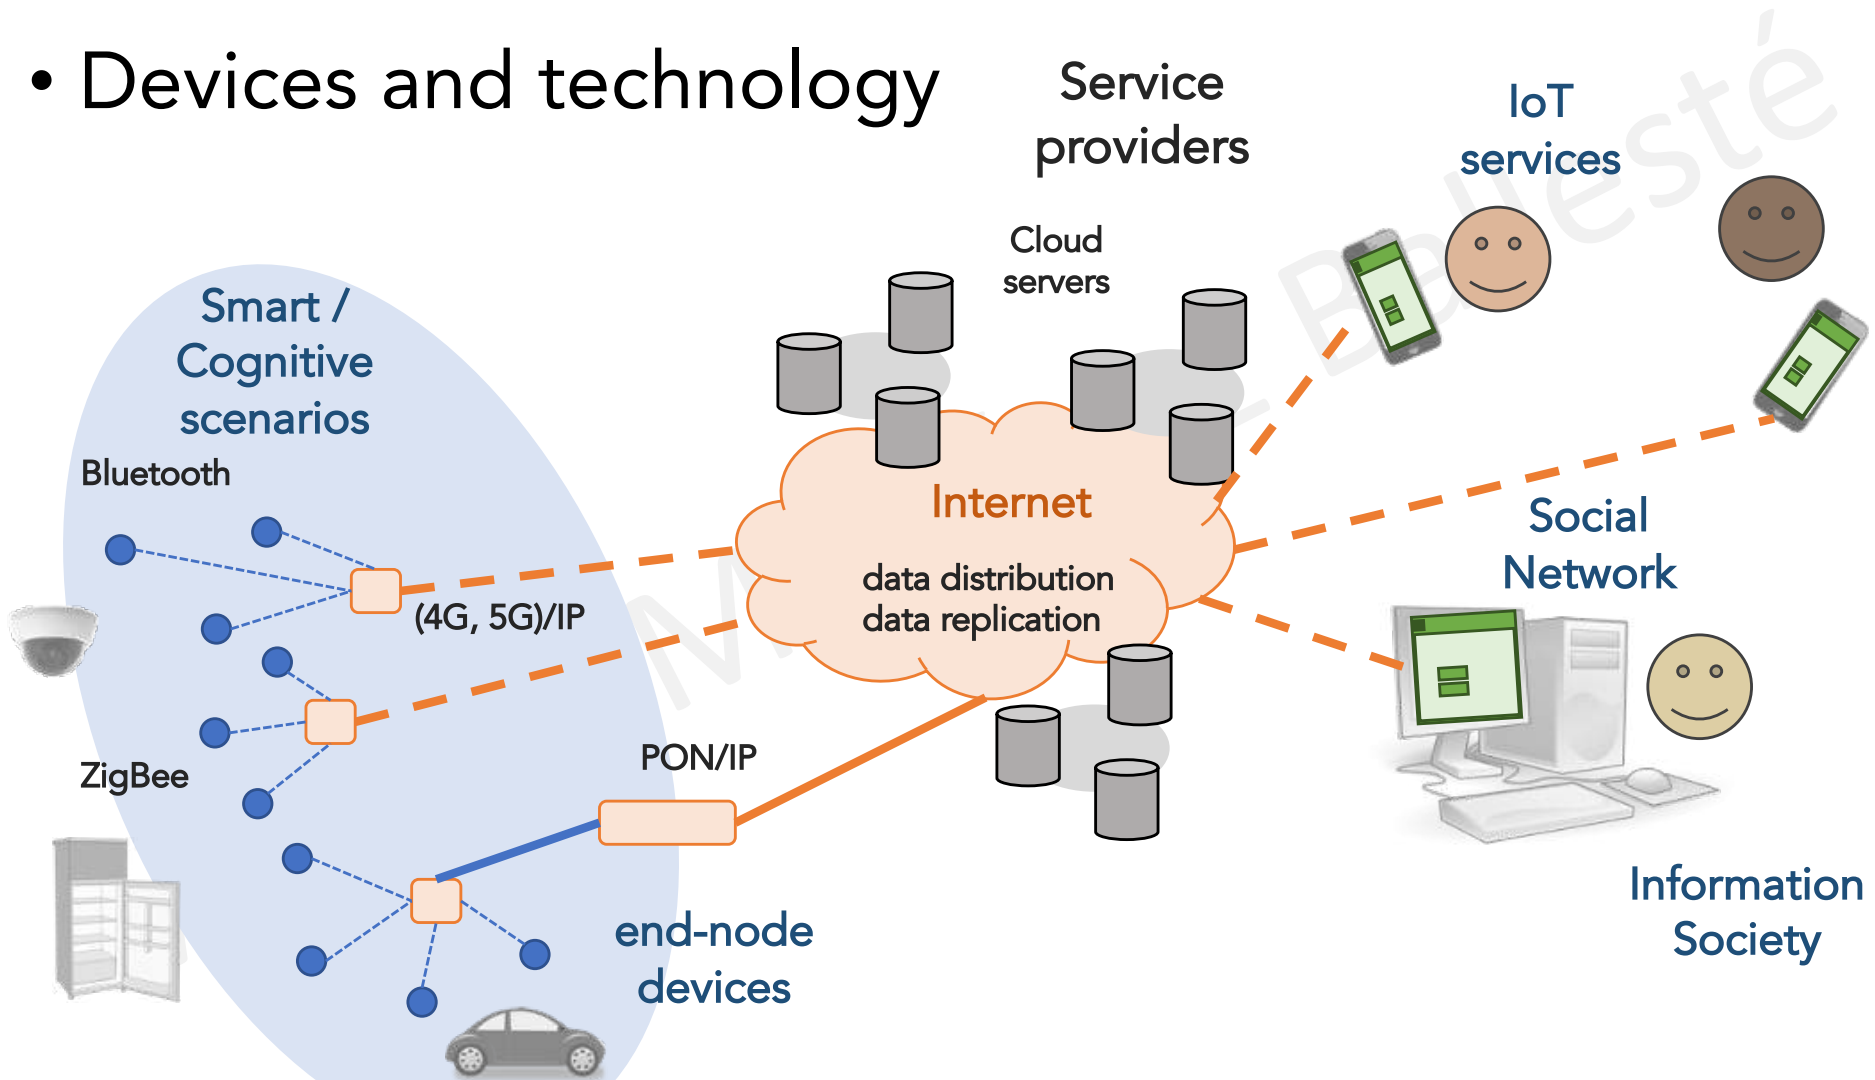 • Devices and technology
Service
providers
IoT
services
Cloud
servers
Smart /
Cognitive
scenarios
Bluetooth
Internet
Social
Network
data distribution
data replication
(4G, 5G)/IP
ZigBee
PON/IP
end-node
devices
Information
Society
Ballesté